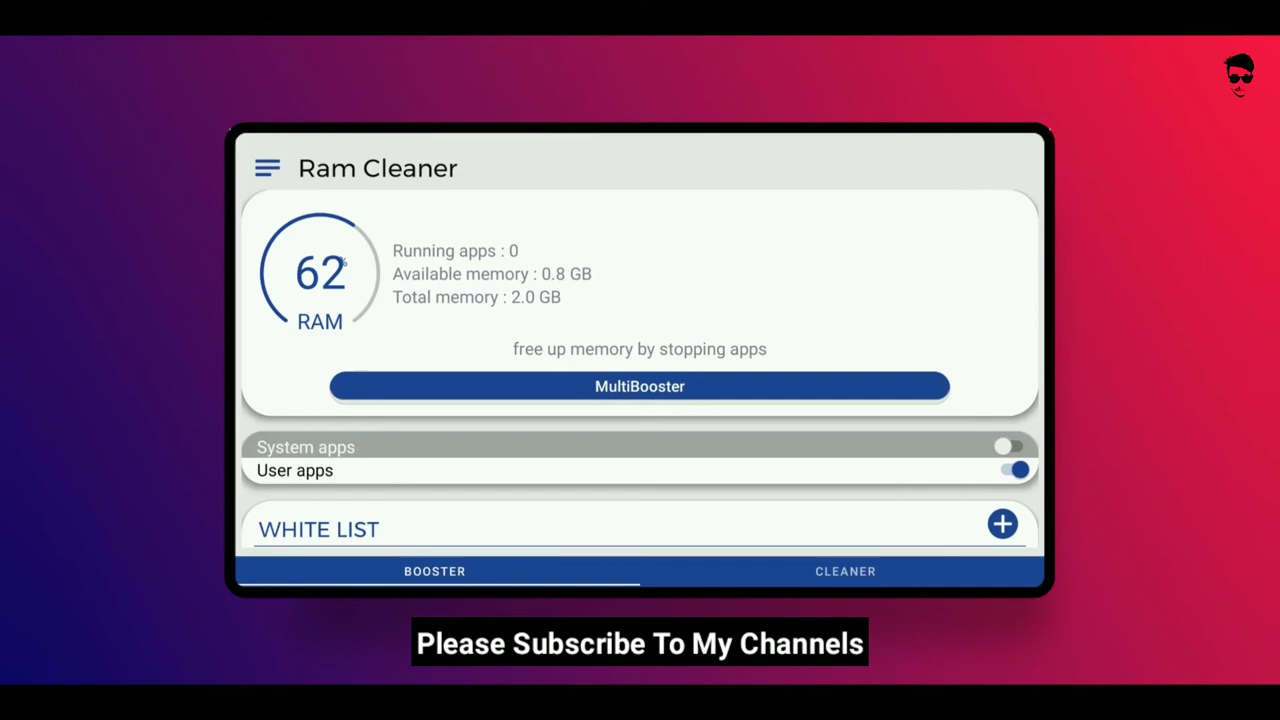 Ram Cleaner
62%
RAM
Running apps : 0
Available memory : 0.8 GB
Total memory : 2.0 GB
free up memory by stopping apps
MultiBooster
System apps
User apps
WHITE LIST
BOOSTER CLEANER
Please Subscribe To My Channels